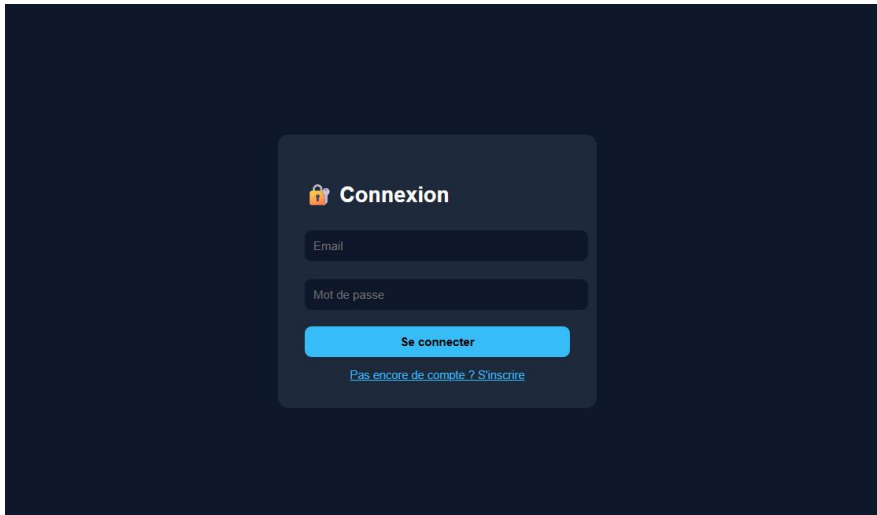 🔐 Connexion
Email
Mot de passe
Se connecter
Pas encore de compte ? S'inscrire